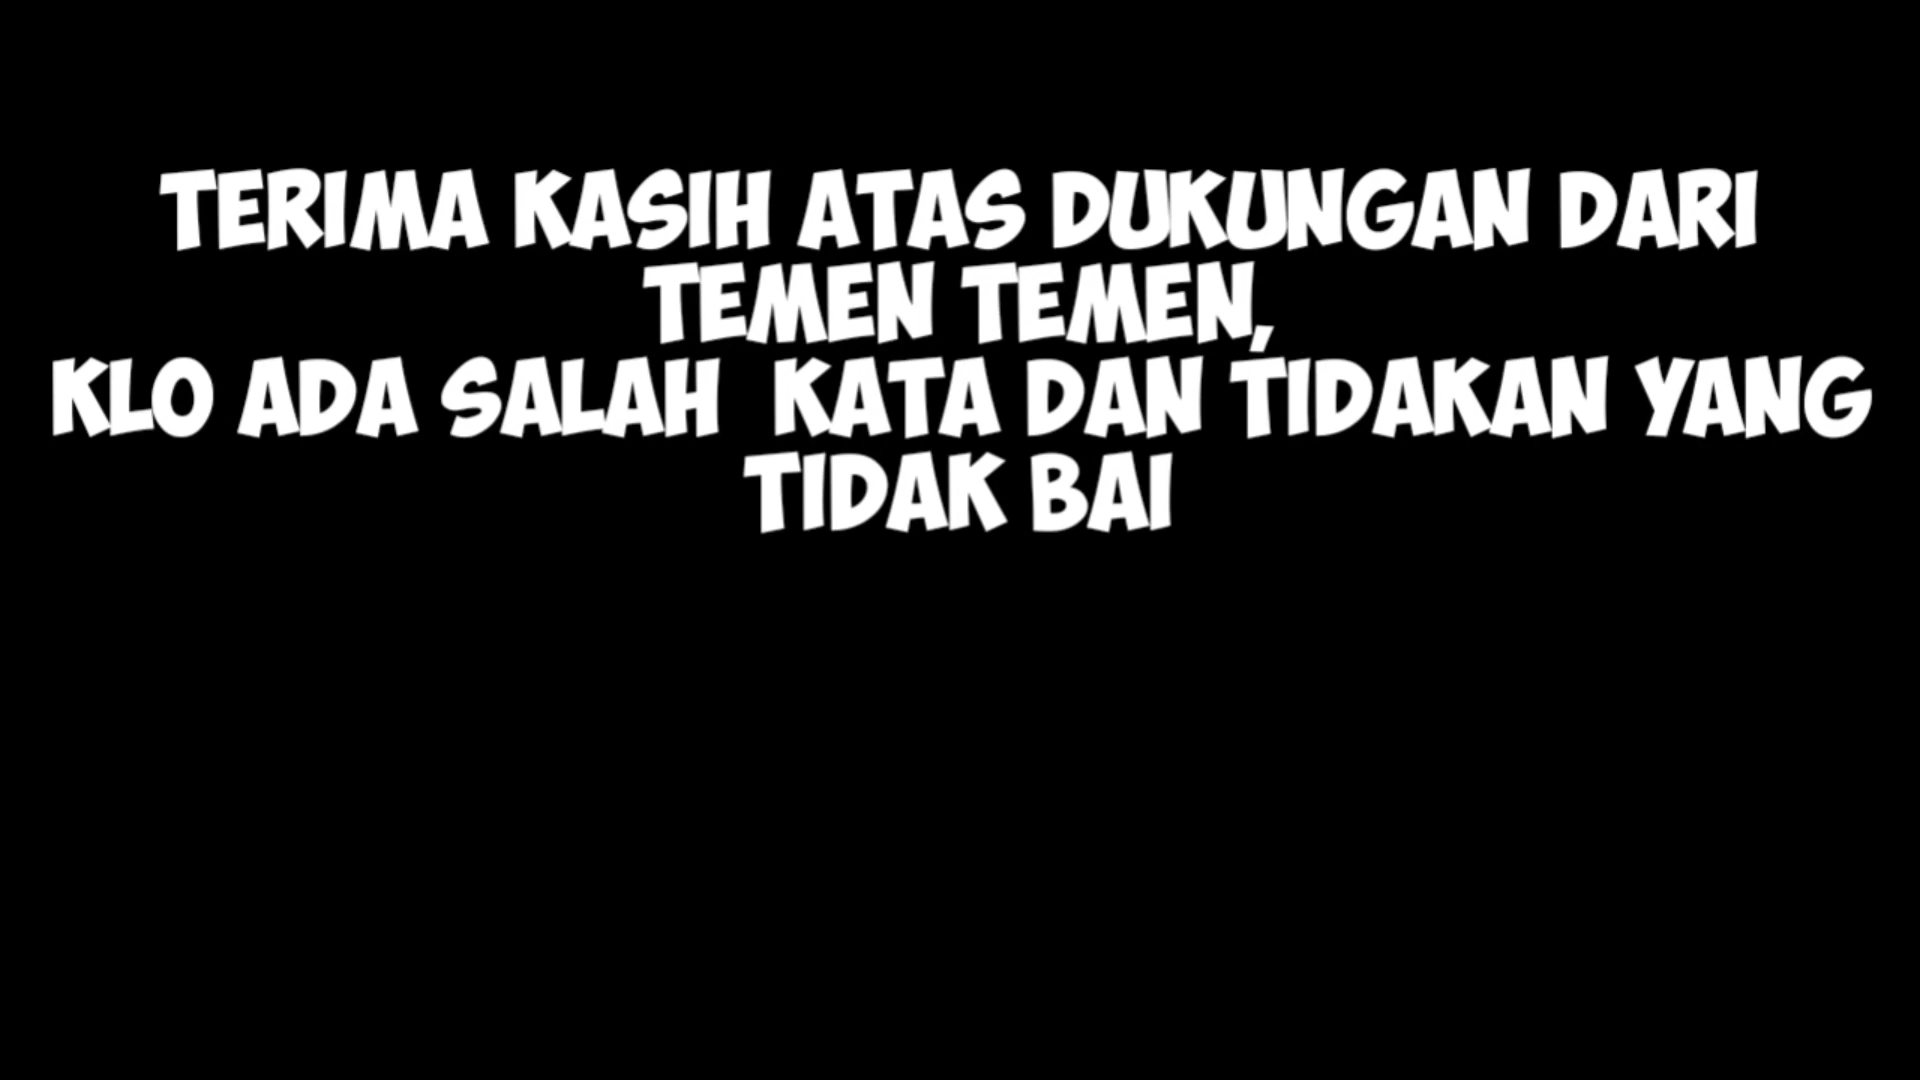 TERIMA KASIH ATAS DUKUNGAN DARI
TEMEN TEMEN,
KLO ADA SALAH  KATA DAN TIDAKAN YANG
TIDAK BAI